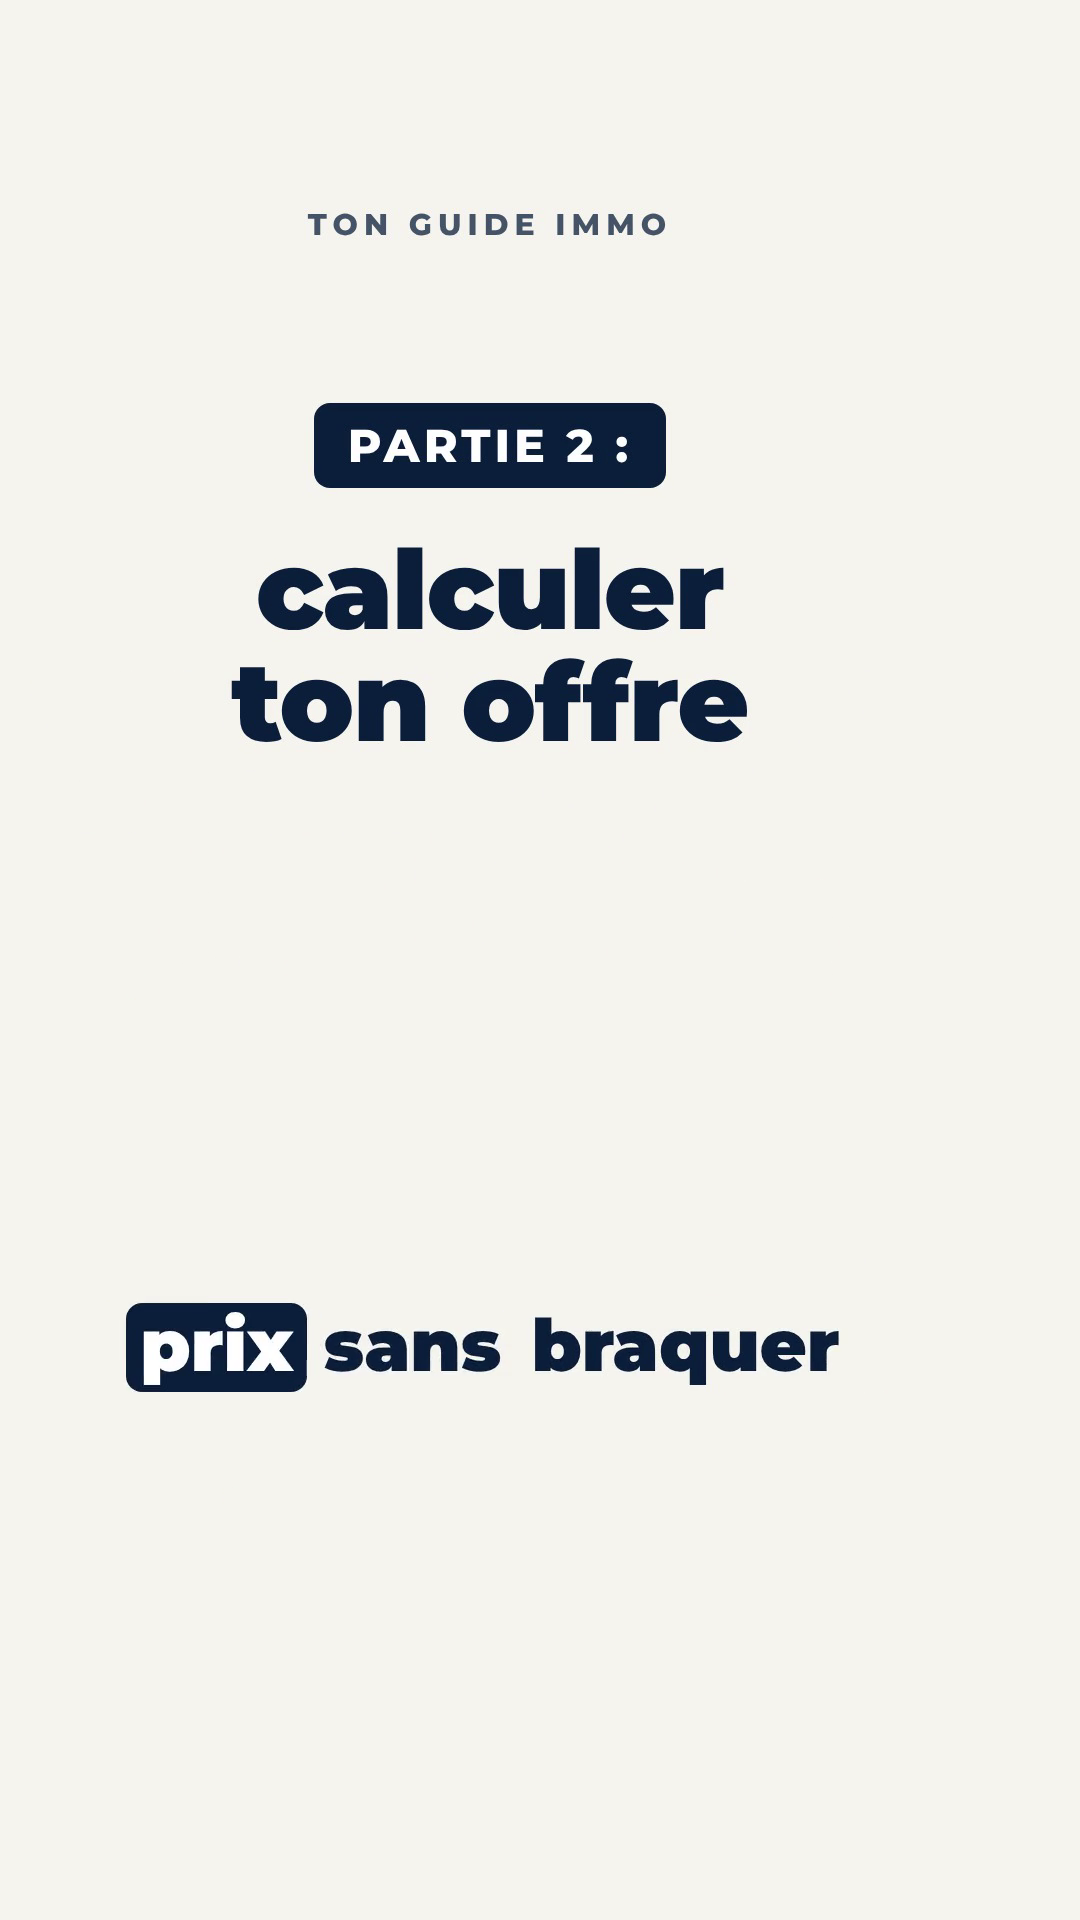 TON GUIDE IMMO
PARTIE 2 :
calculer
ton offre
prix sans braquer